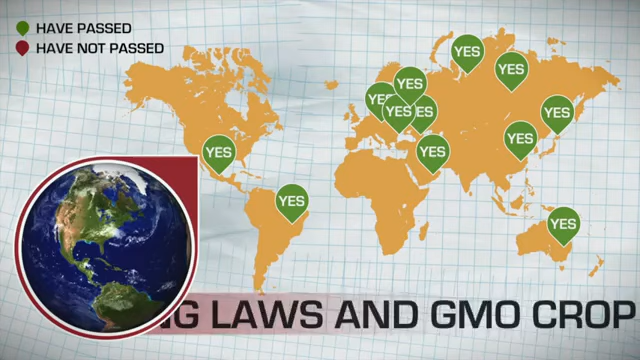 HAVE PASSED
HAVE NOT PASSED
YES
YES
YES
YES
YES
YES
YES
YES
YES
YES
YES
YES
NG LAWS AND GMO CROP